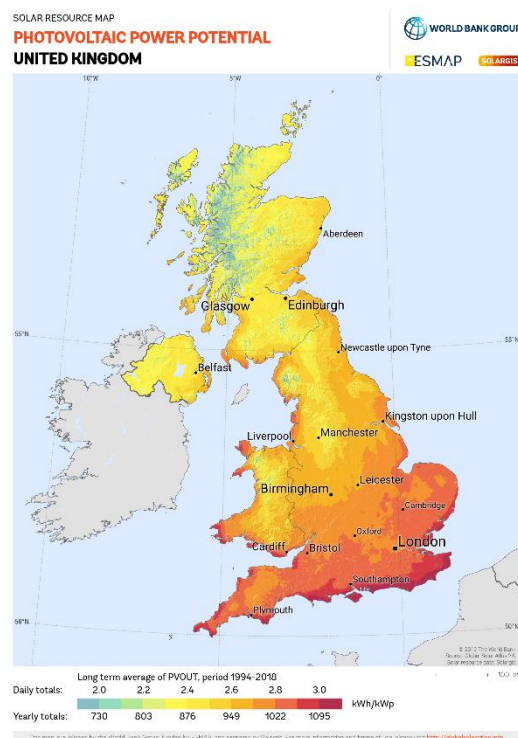 SOLAR RESOURCE MAP
PHOTOVOLTAIC POWER POTENTIAL
UNITED KINGDOM
WORLD BANK GROUP
ESMAP
SOLARGIS
10°W
5°W
0°
Aberdeen
Glasgow
Edinburgh
55°N
55°N
Newcastle upon Tyne
Belfast
Kingston upon Hull
Liverpool
Manchester
Leicester
Birmingham
Cambridge
Oxford
London
Cardiff
Bristol
Southampton
Plymouth
50°N
50°N
Long term average of PVOUT, period 1994-2018
Daily totals: 2.0 2.2 2.4 2.6 2.8 3.0
kWh/kWp
Yearly totals: 730 803 876 949 1022 1095